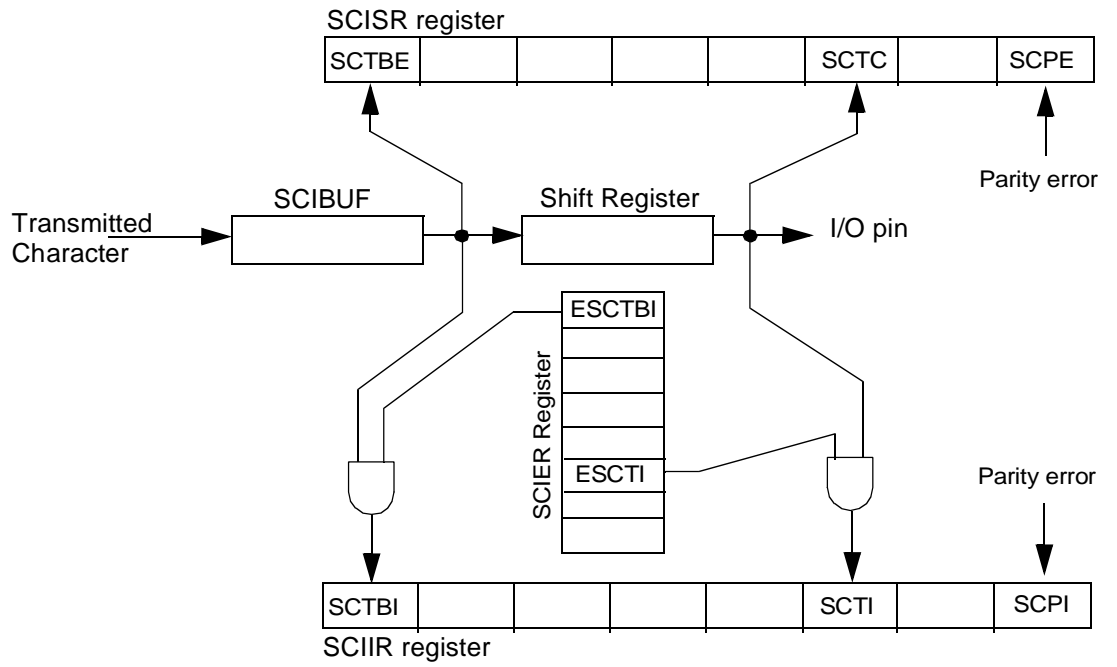 SCISR register
SCTBE
SCTC
SCPE
Parity error
SCIBUF
Shift Register
Transmitted
Character
I/O pin
ESCTBI
SCIER Register
ESCTI
Parity error
SCTBI
SCTI
SCPI
SCIIR register